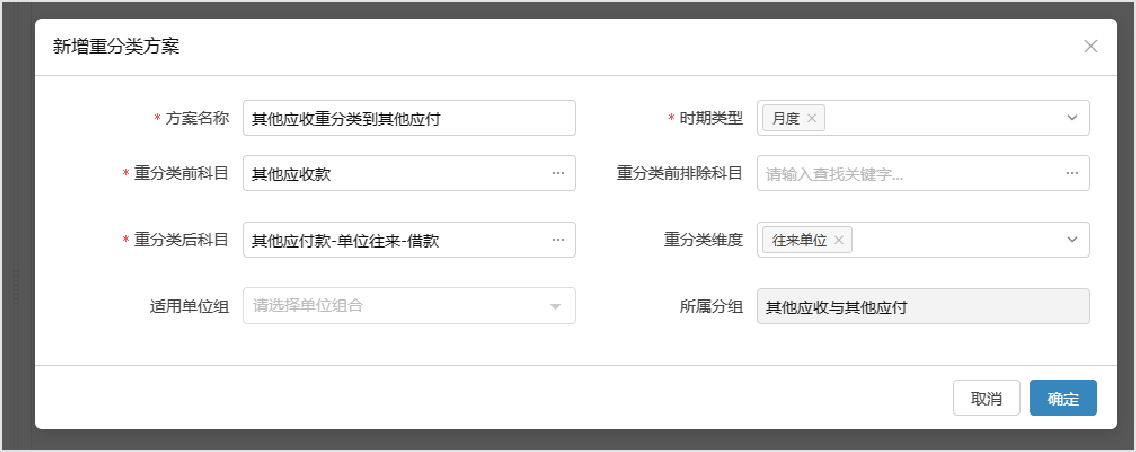 新增重分类方案
* 方案名称 其他应收重分类到其他应付 * 时期类型 月度
* 重分类前科目 其他应收款 ... 重分类前排除科目 请输入查找关键字... ...
* 重分类后科目 其他应付款-单位往来-借款 ... 重分类维度 往来单位
适用单位组 请选择单位组合 所属分组 其他应收与其他应付
取消 确定